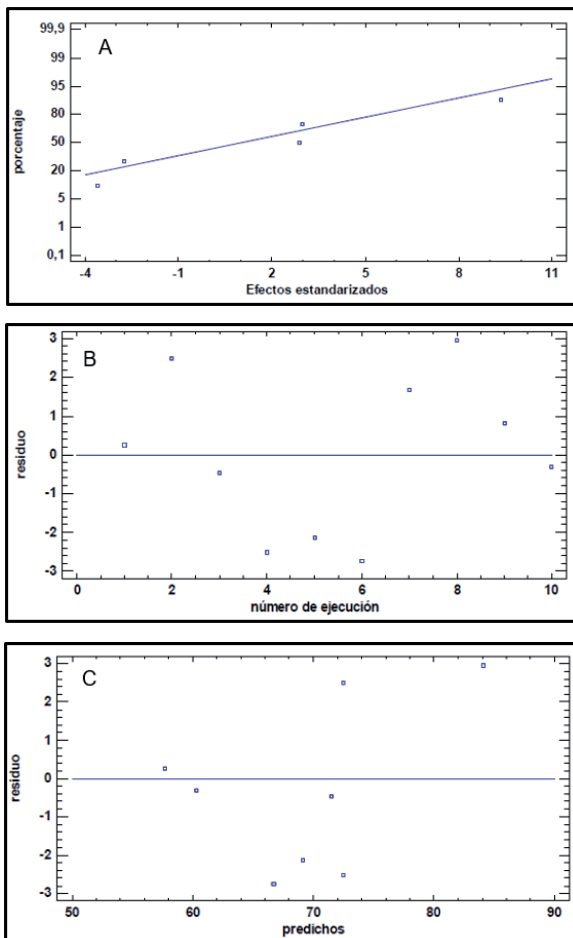 A
99,9
99
95
80
50
20
5
1
0,1
porcentaje
-4 -1 2 5 8 11
Efectos estandarizados
B
3
2
1
0
-1
-2
-3
residuo
0 2 4 6 8 10
número de ejecución
C
3
2
1
0
-1
-2
-3
residuo
50 60 70 80 90
predichos